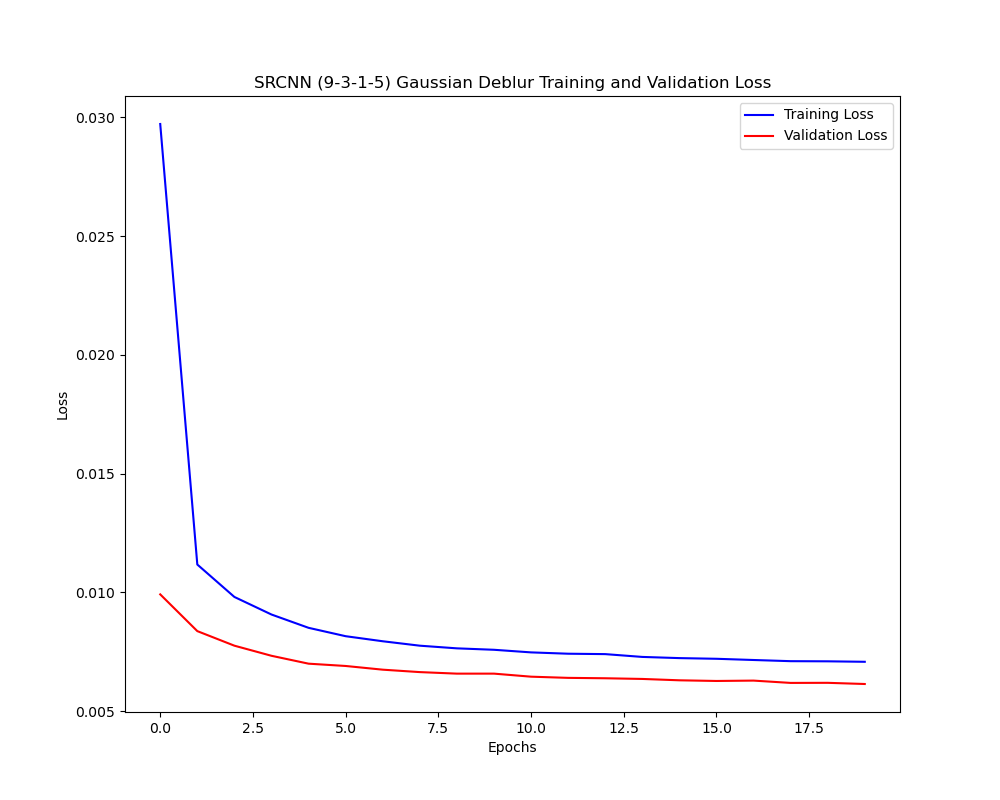 SRCNN (9-3-1-5) Gaussian Deblur Training and Validation Loss
Training Loss
Validation Loss
0.030
0.025
0.020
0.015
0.010
0.005
Loss
0.0 2.5 5.0 7.5 10.0 12.5 15.0 17.5
Epochs